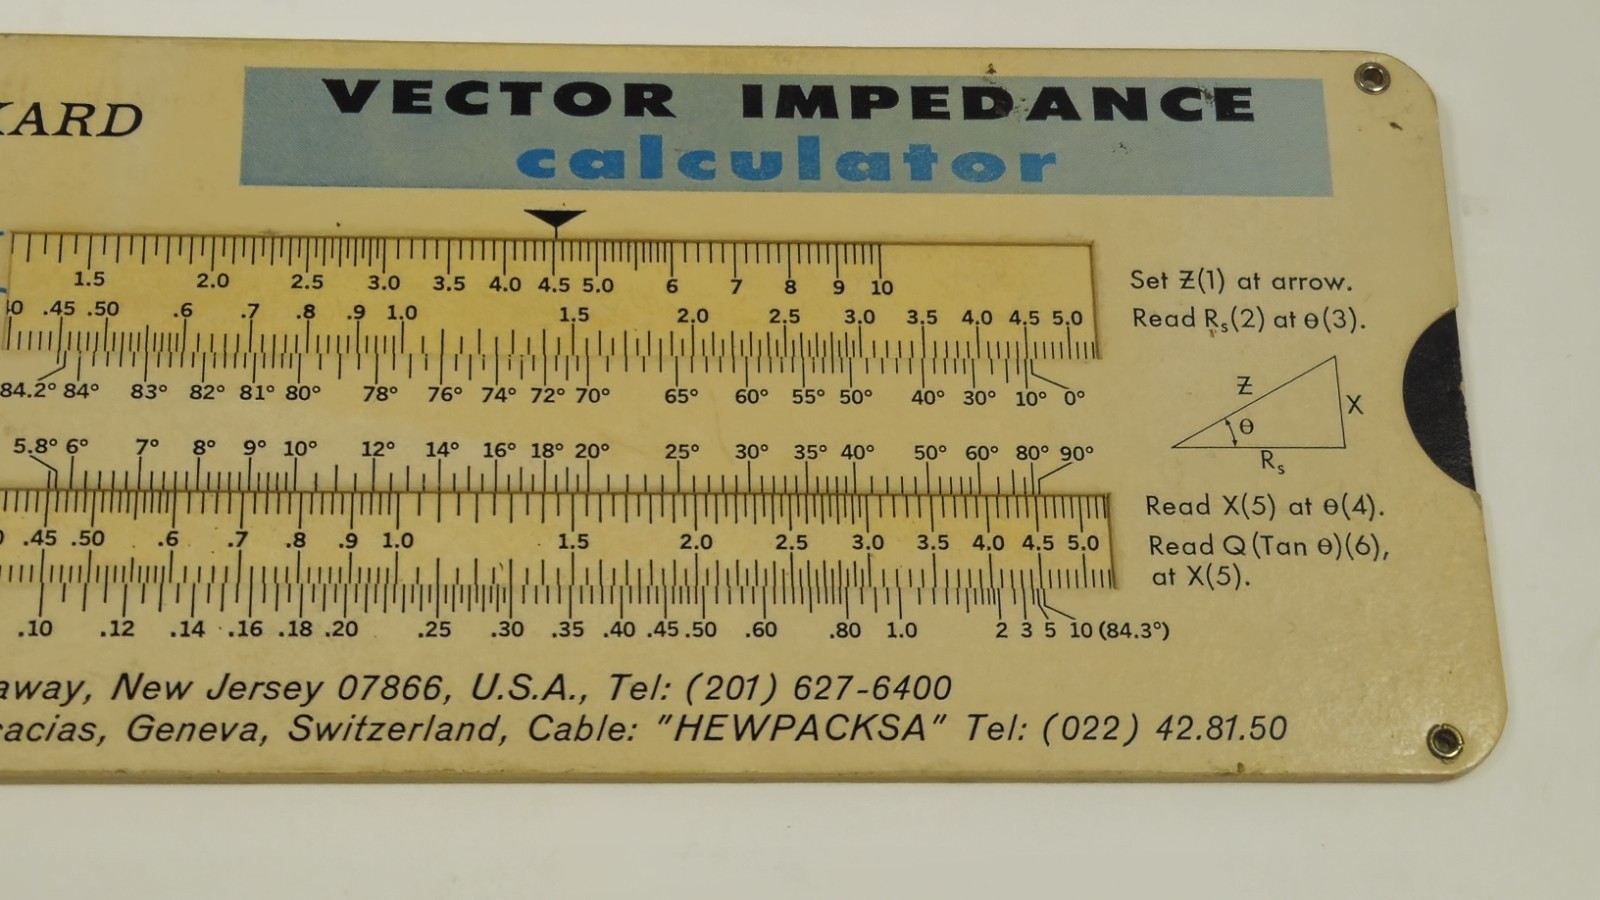 KARD
VECTOR IMPEDANCE
calculator
1.5 2.0 2.5 3.0 3.5 4.0 4.5 5.0 6 7 8 9 10
.45 .50 .6 .7 .8 .9 1.0 1.5 2.0 2.5 3.0 3.5 4.0 4.5 5.0
84.2° 84° 83° 82° 81° 80° 78° 76° 74° 72° 70° 65° 60° 55° 50° 40° 30° 10° 0°
Set Z(1) at arrow.
Read Rs(2) at θ(3).
Z
θ
X
Rs
5.8° 6° 7° 8° 9° 10° 12° 14° 16° 18° 20° 25° 30° 35° 40° 50° 60° 80° 90°
0 .45 .50 .6 .7 .8 .9 1.0 1.5 2.0 2.5 3.0 3.5 4.0 4.5 5.0
.10 .12 .14 .16 .18 .20 .25 .30 .35 .40 .45 .50 .60 .80 1.0 2 3 5 10 (84.3°)
Read X(5) at θ(4).
Read Q(Tan θ)(6),
at X(5).
away, New Jersey 07866, U.S.A., Tel: (201) 627-6400
cacias, Geneva, Switzerland, Cable: "HEWPACKSA" Tel: (022) 42.81.50